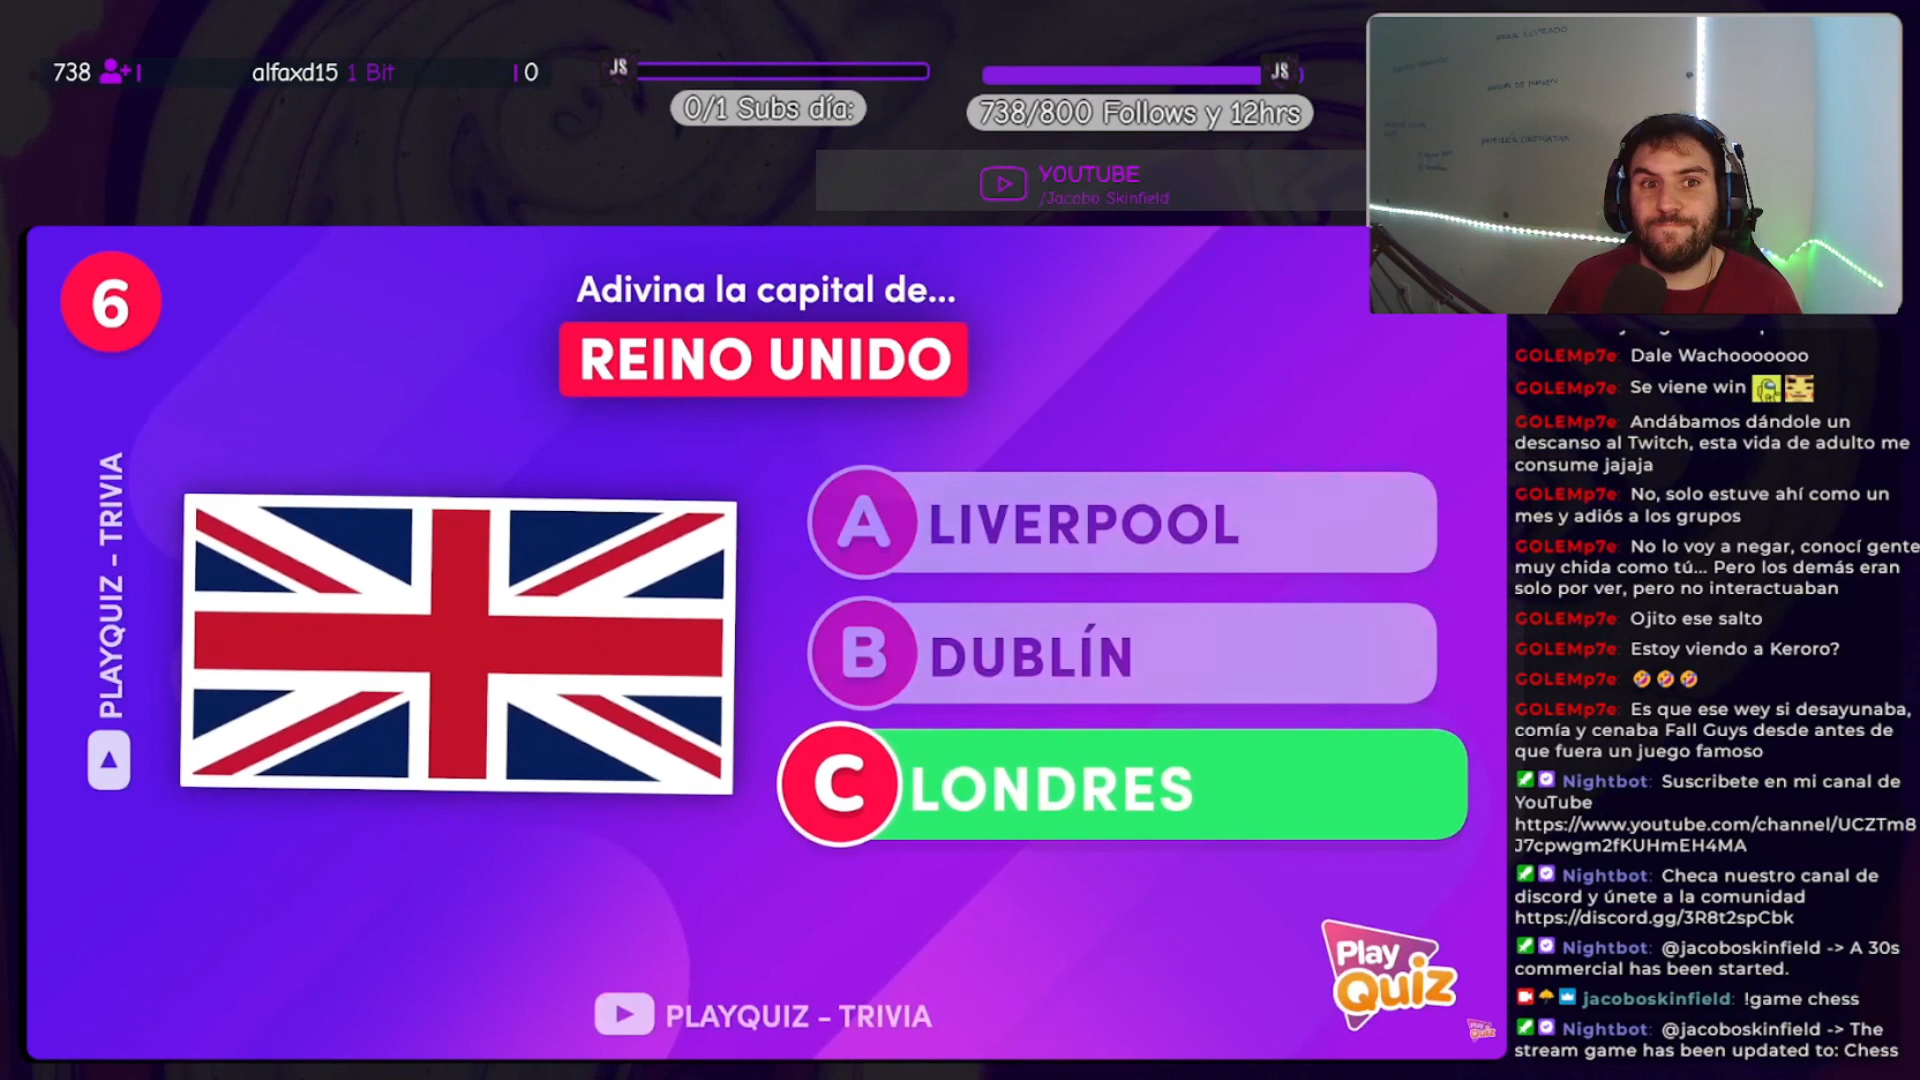 738
alfaxd15 1 Bit
0
JS
0/1 Subs día:
JS
738/800 Follows y 12hrs
YOUTUBE
/Jacobo Skinfield
6
Adivina la capital de...
REINO UNIDO
PLAYQUIZ - TRIVIA
A LIVERPOOL
B DUBLÍN
C LONDRES
Play Quiz
PLAYQUIZ - TRIVIA
GOLEMp7e: Dale Wachooooooo
GOLEMp7e: Se viene win
GOLEMp7e: Andábamos dándole un
descanso al Twitch, esta vida de adulto me
consume jajaja
GOLEMp7e: No, solo estuve ahí como un
mes y adiós a los grupos
GOLEMp7e: No lo voy a negar, conocí gente
muy chida como tú... Pero los demás eran
solo por ver, pero no interactuaban
GOLEMp7e: Ojito ese salto
GOLEMp7e: Estoy viendo a Keroro?
GOLEMp7e: 🤣 🤣 🤣
GOLEMp7e: Es que ese wey si desayunaba,
comía y cenaba Fall Guys desde antes de
que fuera un juego famoso
Nightbot: Suscribete en mi canal de
YouTube
https://www.youtube.com/channel/UCZTm8
J7cpwgm2fKUHmEH4MA
Nightbot: Checa nuestro canal de
discord y únete a la comunidad
https://discord.gg/3R8t2spCbk
Nightbot: @jacoboskinfield -> A 30s
commercial has been started.
jacoboskinfield: !game chess
Nightbot: @jacoboskinfield -> The
stream game has been updated to: Chess